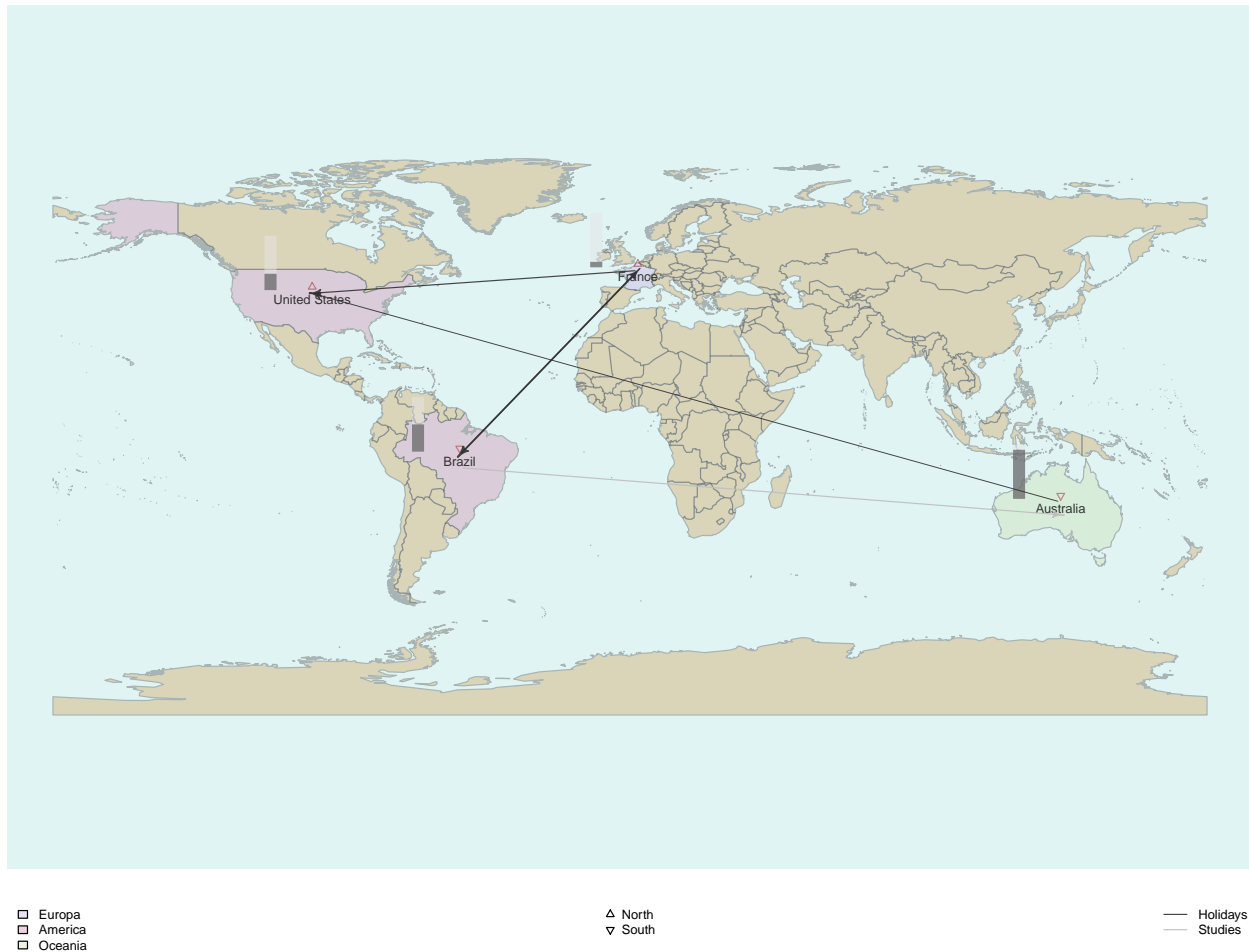 France
United States
Brazil
Australia
Europa
America
Oceania
North
South
Holidays
Studies